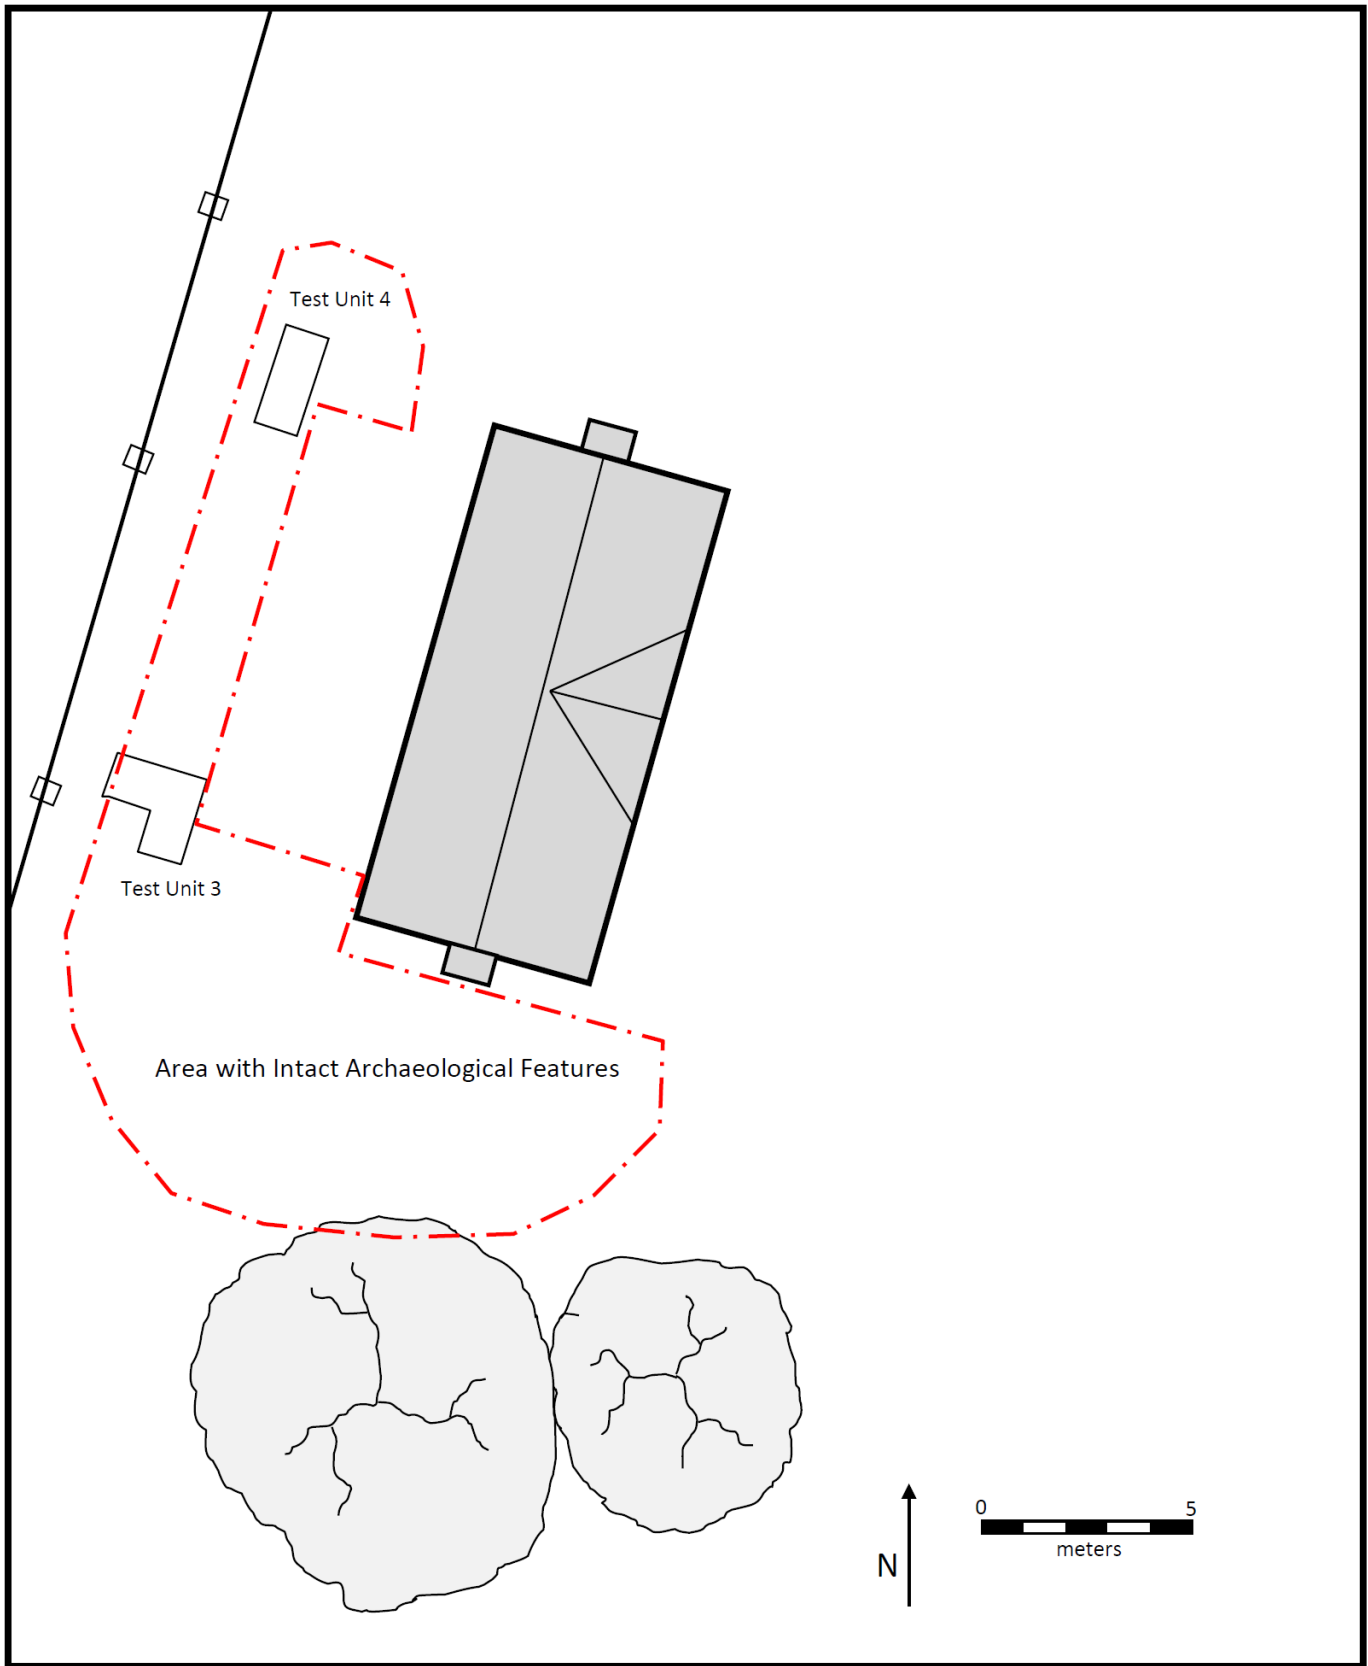 Test Unit 4
Test Unit 3
Area with Intact Archaeological Features
0 5
meters
N